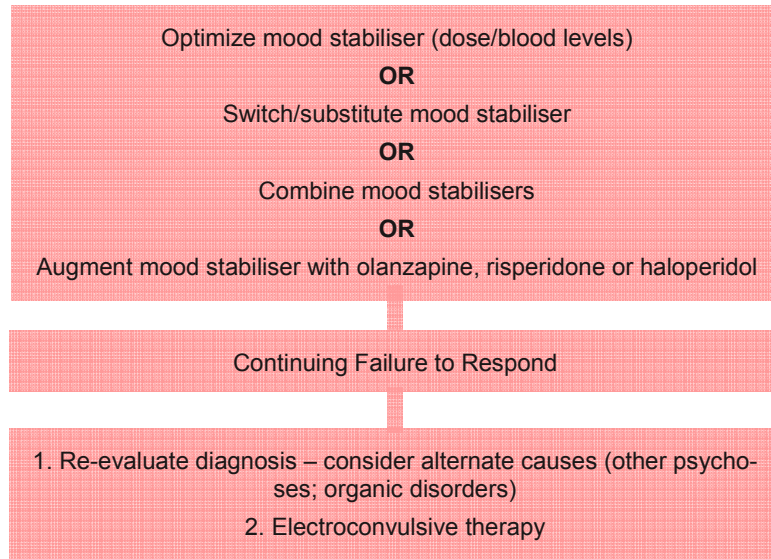 Optimize mood stabiliser (dose/blood levels)
OR
Switch/substitute mood stabiliser
OR
Combine mood stabilisers
OR
Augment mood stabiliser with olanzapine, risperidone or haloperidol
Continuing Failure to Respond
1. Re-evaluate diagnosis – consider alternate causes (other psycho-
ses; organic disorders)
2. Electroconvulsive therapy